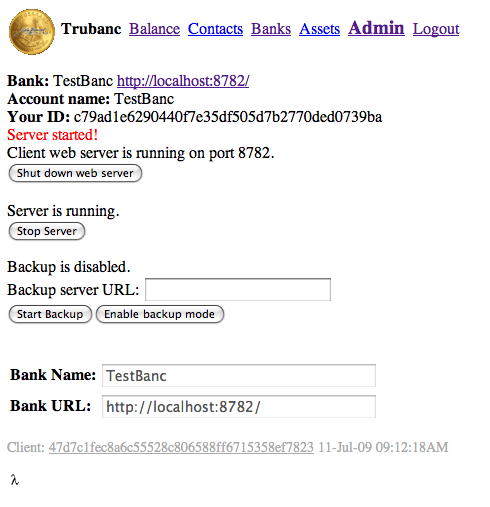 Trubanc Balance Contacts Banks Assets Admin Logout
Bank: TestBanc http://localhost:8782/
Account name: TestBanc
Your ID: c79ad1e6290440f7e35df505d7b2770ded0739ba
Server started!
Client web server is running on port 8782.
Shut down web server
Server is running.
Stop Server
Backup is disabled.
Backup server URL:
Start Backup Enable backup mode
Bank Name: TestBanc
Bank URL: http://localhost:8782/
Client: 47d7c1fec8a6c55528c806588ff6715358ef7823 11-Jul-09 09:12:18AM
λ